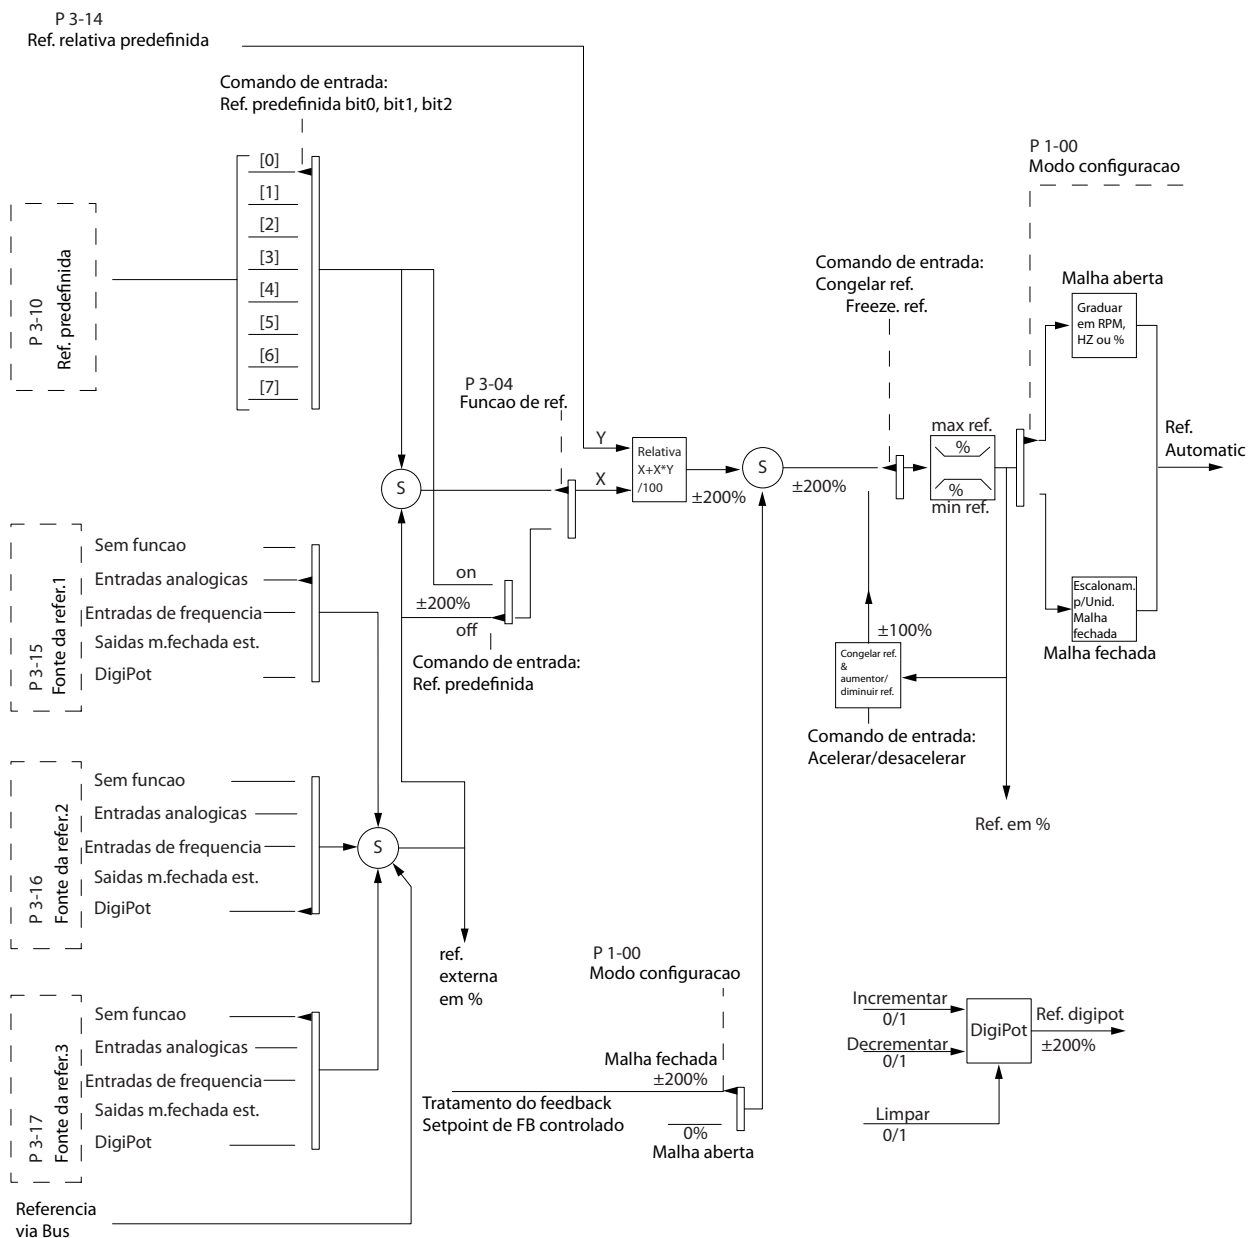 P 3-14
Ref. relativa predefinida
Comando de entrada:
Ref. predefinida bit0, bit1, bit2
P 3-10
Ref. predefinida
[0]
[1]
[2]
[3]
[4]
[5]
[6]
[7]
P 1-00
Modo configuracao
Comando de entrada:
Congelar ref.
Freeze. ref.
Malha aberta
Graduar
em RPM,
HZ ou %
P 3-04
Funcao de ref.
Y
X
Relativa
X+X*Y
/100
±200%
S
±200%
max ref.
%
%
min ref.
Ref.
Automatic
S
on
±200%
off
Comando de entrada:
Ref. predefinida
Escalonam.
p/Unid.
Malha
fechada
Malha fechada
±100%
Congelar ref.
&
aumentor/
diminuir ref.
Comando de entrada:
Acelerar/desacelerar
Ref. em %
P 3-15
Fonte da refer.1
Sem funcao
Entradas analogicas
Entradas de frequencia
Saidas m.fechada est.
DigiPot
P 3-16
Fonte da refer.2
Sem funcao
Entradas analogicas
Entradas de frequencia
Saidas m.fechada est.
DigiPot
S
ref.
externa
em %
P 3-17
Fonte da refer.3
Sem funcao
Entradas analogicas
Entradas de frequencia
Saidas m.fechada est.
DigiPot
Referencia
via Bus
P 1-00
Modo configuracao
Malha fechada
±200%
Tratamento do feedback
Setpoint de FB controlado
0%
Malha aberta
Incrementar
0/1
Decrementar
0/1
Limpar
0/1
DigiPot
Ref. digipot
±200%